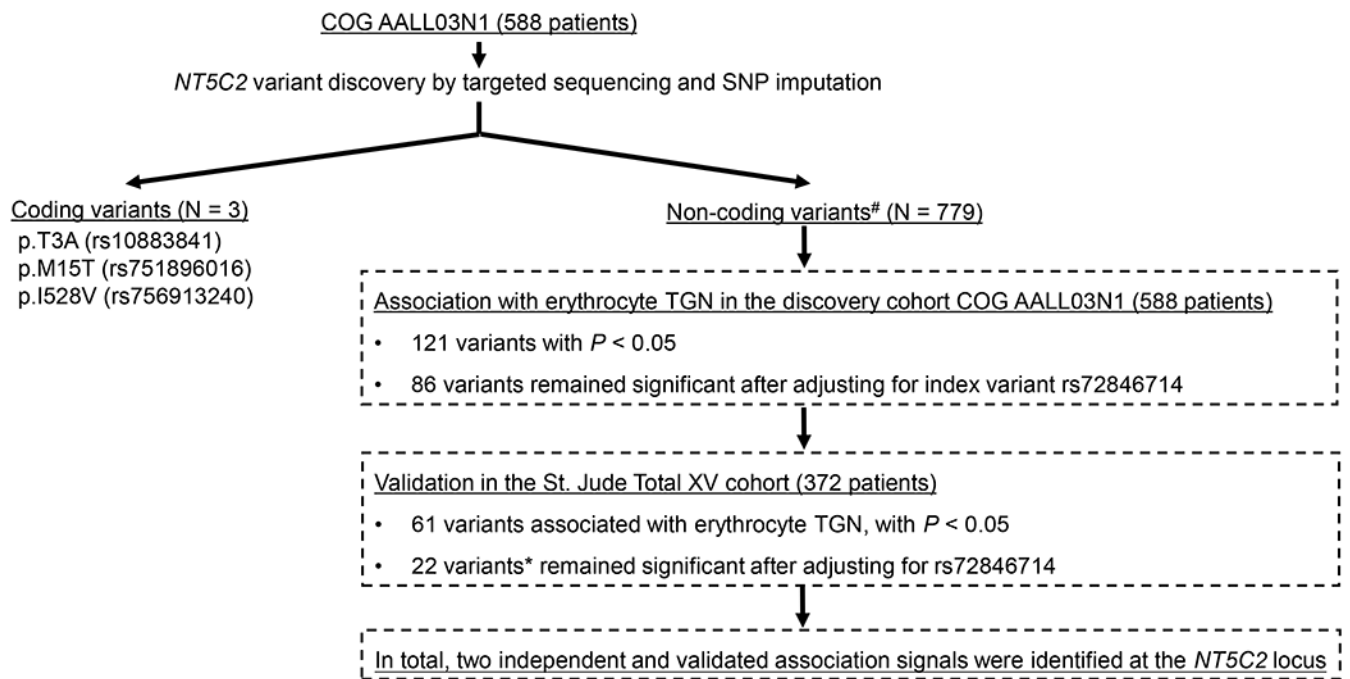 COG AALL03N1 (588 patients)
NT5C2 variant discovery by targeted sequencing and SNP imputation
Coding variants (N = 3)
p.T3A (rs10883841)
p.M15T (rs751896016)
p.I528V (rs756913240)
Non-coding variants# (N = 779)
Association with erythrocyte TGN in the discovery cohort COG AALL03N1 (588 patients)
• 121 variants with P < 0.05
• 86 variants remained significant after adjusting for index variant rs72846714
Validation in the St. Jude Total XV cohort (372 patients)
• 61 variants associated with erythrocyte TGN, with P < 0.05
• 22 variants* remained significant after adjusting for rs72846714
In total, two independent and validated association signals were identified at the NT5C2 locus